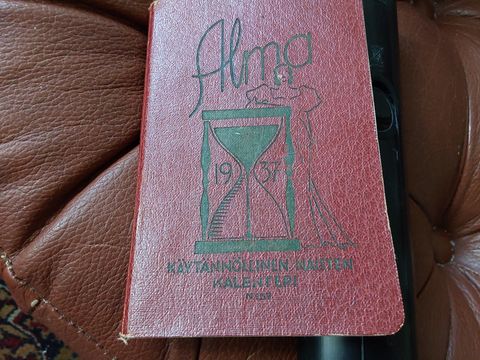 Alma
19 37
KÄYTÄNNÖLLINEN NAISTEN
KALENTERI